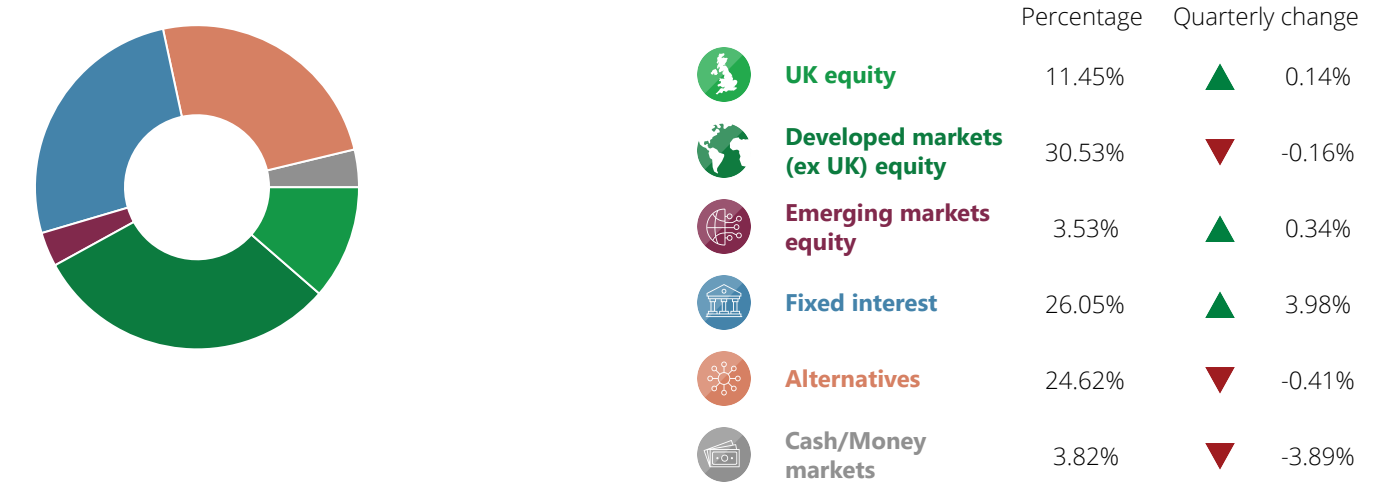 Percentage Quarterly change
UK equity 11.45% 0.14%
Developed markets
(ex UK) equity 30.53% -0.16%
Emerging markets
equity 3.53% 0.34%
Fixed interest 26.05% 3.98%
Alternatives 24.62% -0.41%
Cash/Money
markets 3.82% -3.89%